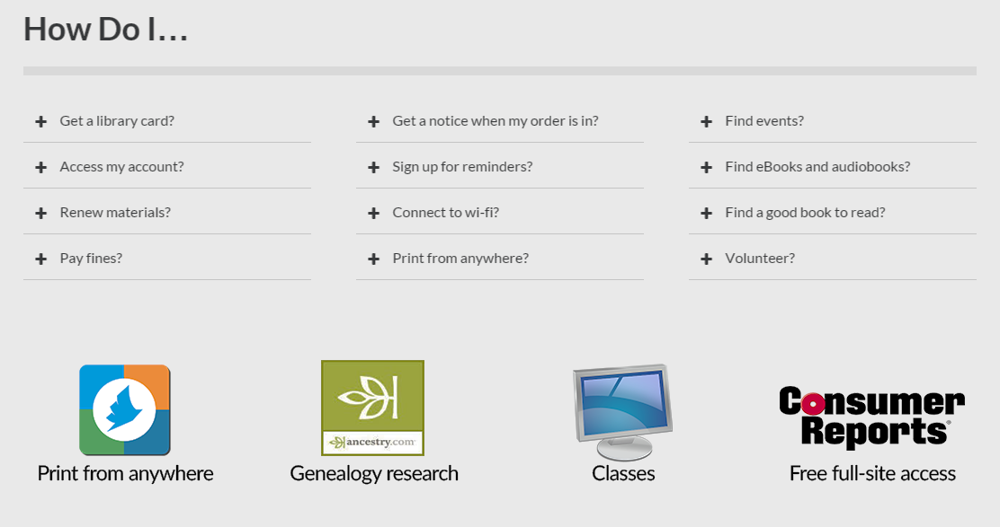 How Do I...
Get a library card?
Access my account?
Renew materials?
Pay fines?
Get a notice when my order is in?
Sign up for reminders?
Connect to wi-fi?
Print from anywhere?
Find events?
Find eBooks and audiobooks?
Find a good book to read?
Volunteer?
Print from anywhere
ancestry.com
Genealogy research
Classes
Consumer
Reports®
Free full-site access